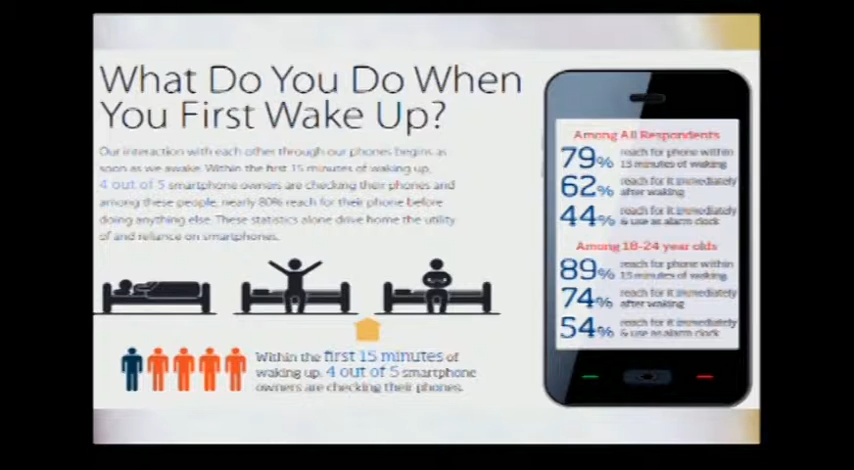 What Do You Do When
You First Wake Up?
Our interaction with each other through our phones begins as
soon as we awake. Within the first 15 minutes of waking up,
4 out of 5 smartphone owners are checking their phones and
among these people, nearly 80% reach for their phone before
doing anything else. These statistics alone drive home the utility
of and reliance on smartphones.
Within the first 15 minutes of
waking up, 4 out of 5 smartphone
owners are checking their phones.
Among All Respondents
79% reach for phone within
15 minutes of waking
62% reach for it immediately
after waking
44% reach for it immediately
& use as alarm clock
Among 18-24 year olds
89% reach for phone within
15 minutes of waking
74% reach for it immediately
after waking
54% reach for it immediately
& use as alarm clock